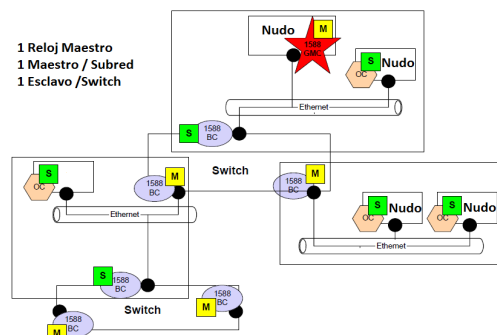 1 Reloj Maestro
1 Maestro / Subred
1 Esclavo /Switch
Nudo
M
1588
GMC
S
OC
Nudo
Ethernet
S
1588
BC
Switch
S
OC
1588
BC
M
1588
BC
M
S
OC
Nudo
S
OC
Nudo
Ethernet
Ethernet
S
1588
BC
Switch
1588
BC
M
1588
BC
M